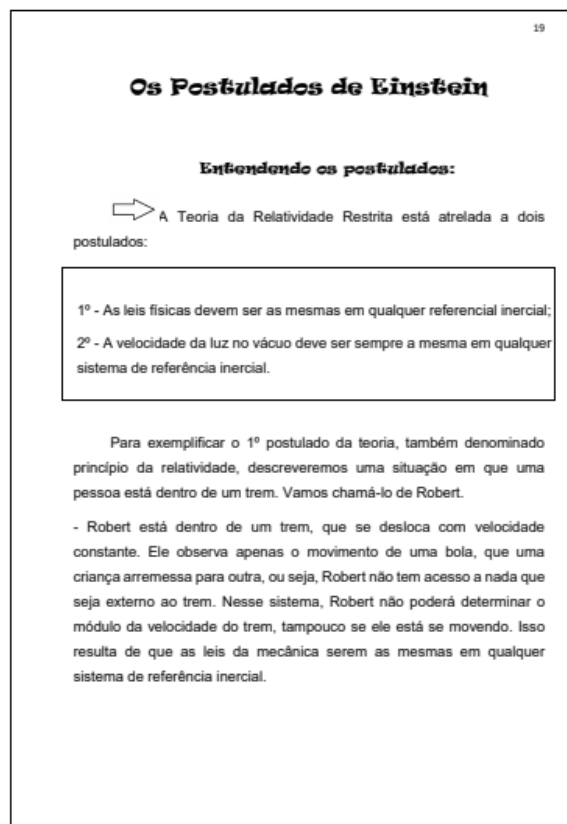 19
Os Postulados de Einstein
Entendendo os postulados:
A Teoria da Relatividade Restrita está atrelada a dois
postulados:
1º - As leis físicas devem ser as mesmas em qualquer referencial inercial;
2º - A velocidade da luz no vácuo deve ser sempre a mesma em qualquer
sistema de referência inercial.
Para exemplificar o 1º postulado da teoria, também denominado
princípio da relatividade, descreveremos uma situação em que uma
pessoa está dentro de um trem. Vamos chamá-lo de Robert.
- Robert está dentro de um trem, que se desloca com velocidade
constante. Ele observa apenas o movimento de uma bola, que uma
criança arremessa para outra, ou seja, Robert não tem acesso a nada que
seja externo ao trem. Nesse sistema, Robert não poderá determinar o
módulo da velocidade do trem, tampouco se ele está se movendo. Isso
resulta de que as leis da mecânica serem as mesmas em qualquer
sistema de referência inercial.